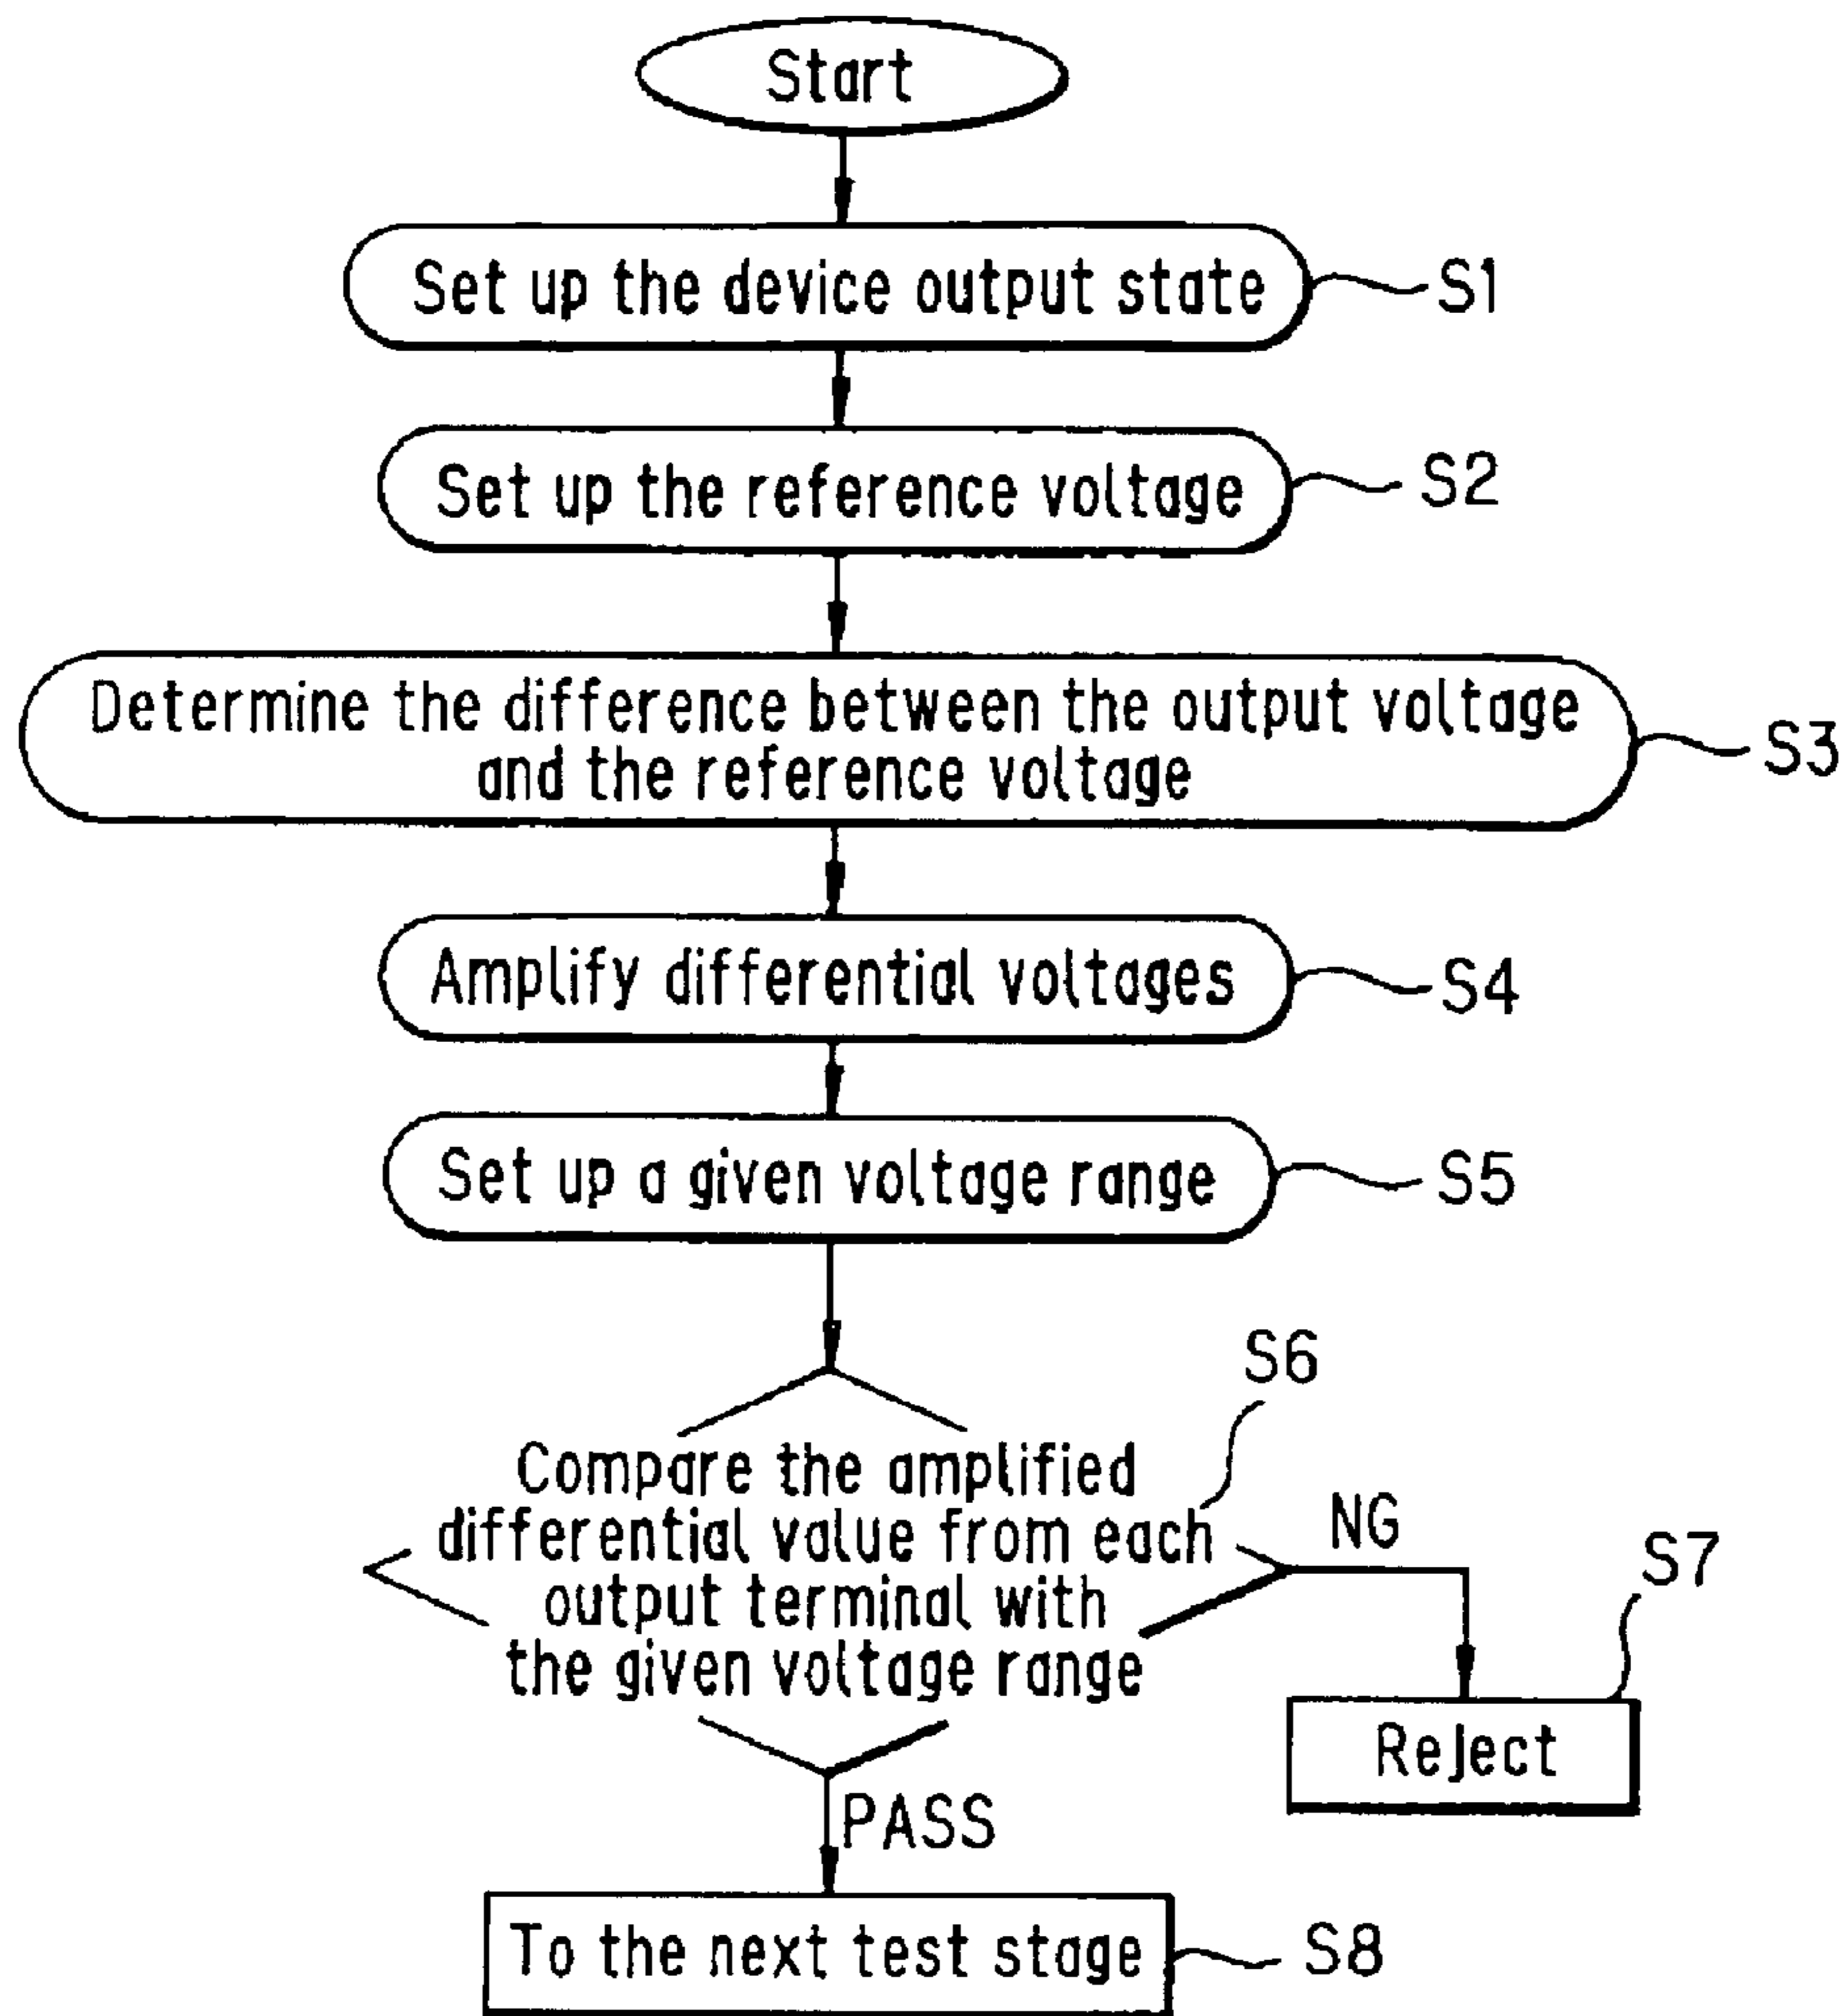 Start
Set up the device output state
S1
Set up the reference voltage
S2
Determine the difference between the output voltage
and the reference voltage
S3
Amplify differential voltages
S4
Set up a given voltage range
S5
S6
Compare the amplified
differential value from each
output terminal with
the given voltage range
NG
S7
Reject
PASS
To the next test stage
S8